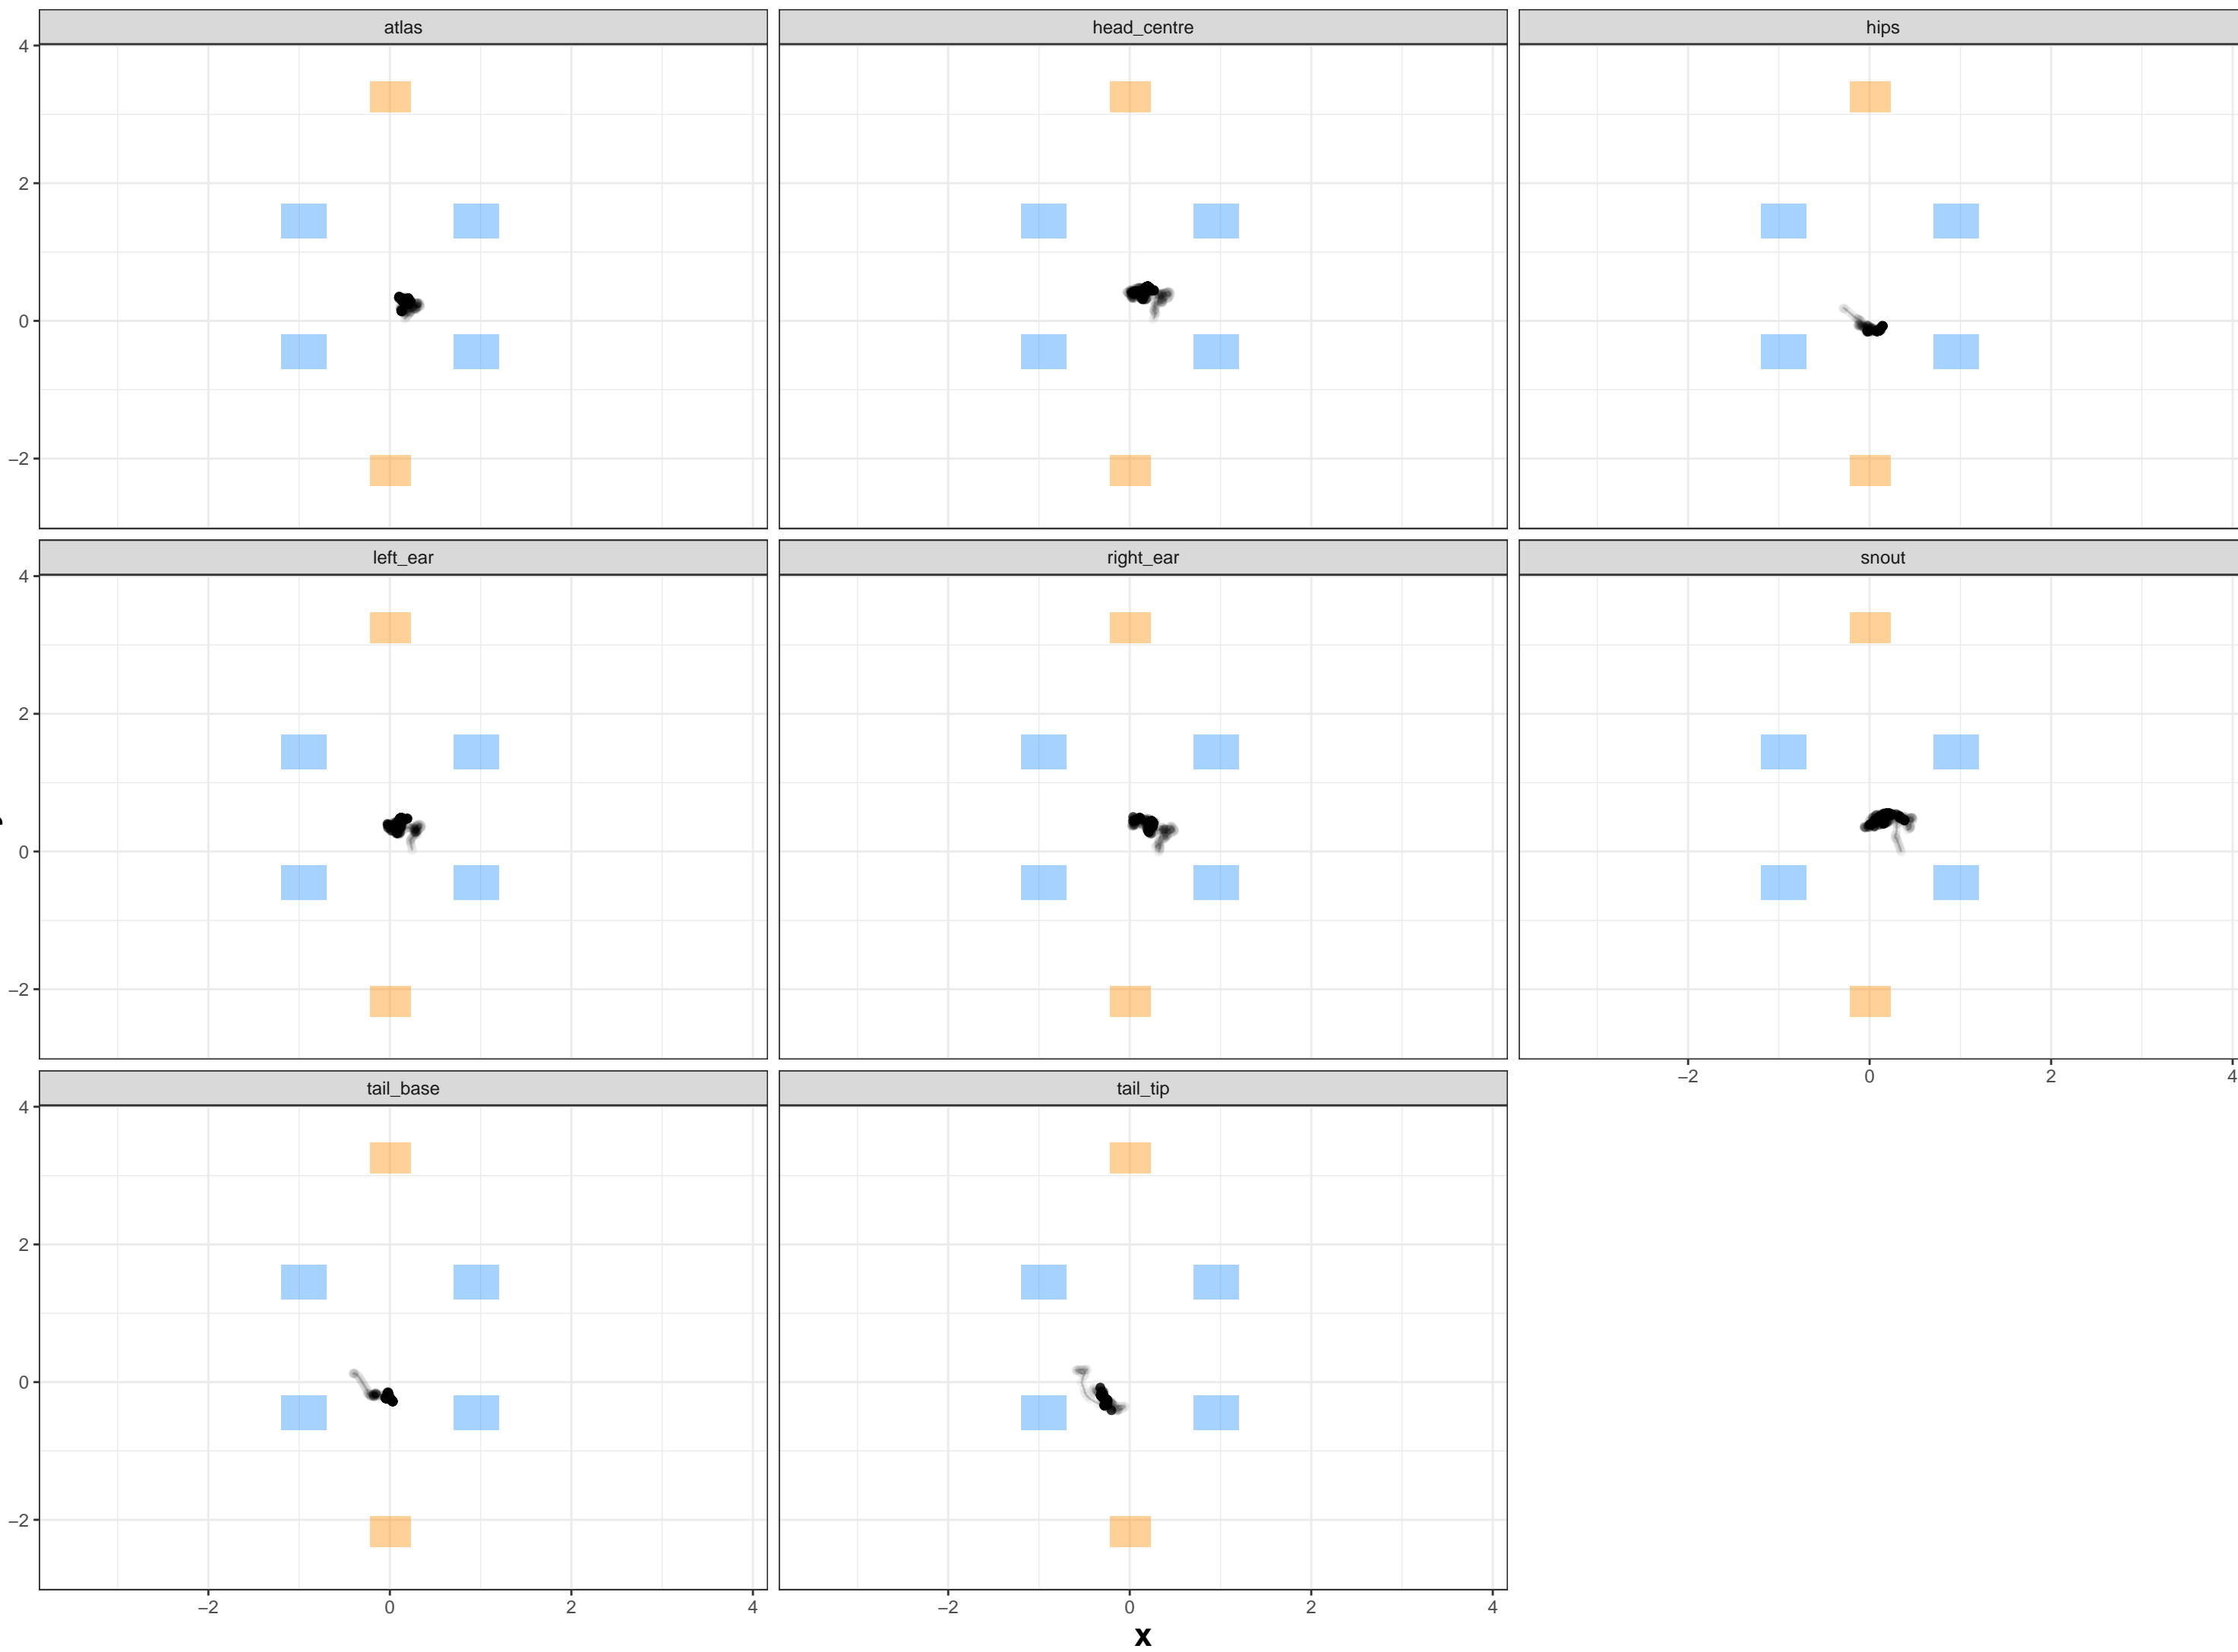 atlas head_centre hips
4
2
0
−2
left_ear right_ear snout
4
2
0
−2
−2 0 2 4
tail_base tail_tip
4
2
0
−2
−2 0 2 4 −2 0 2 4
x